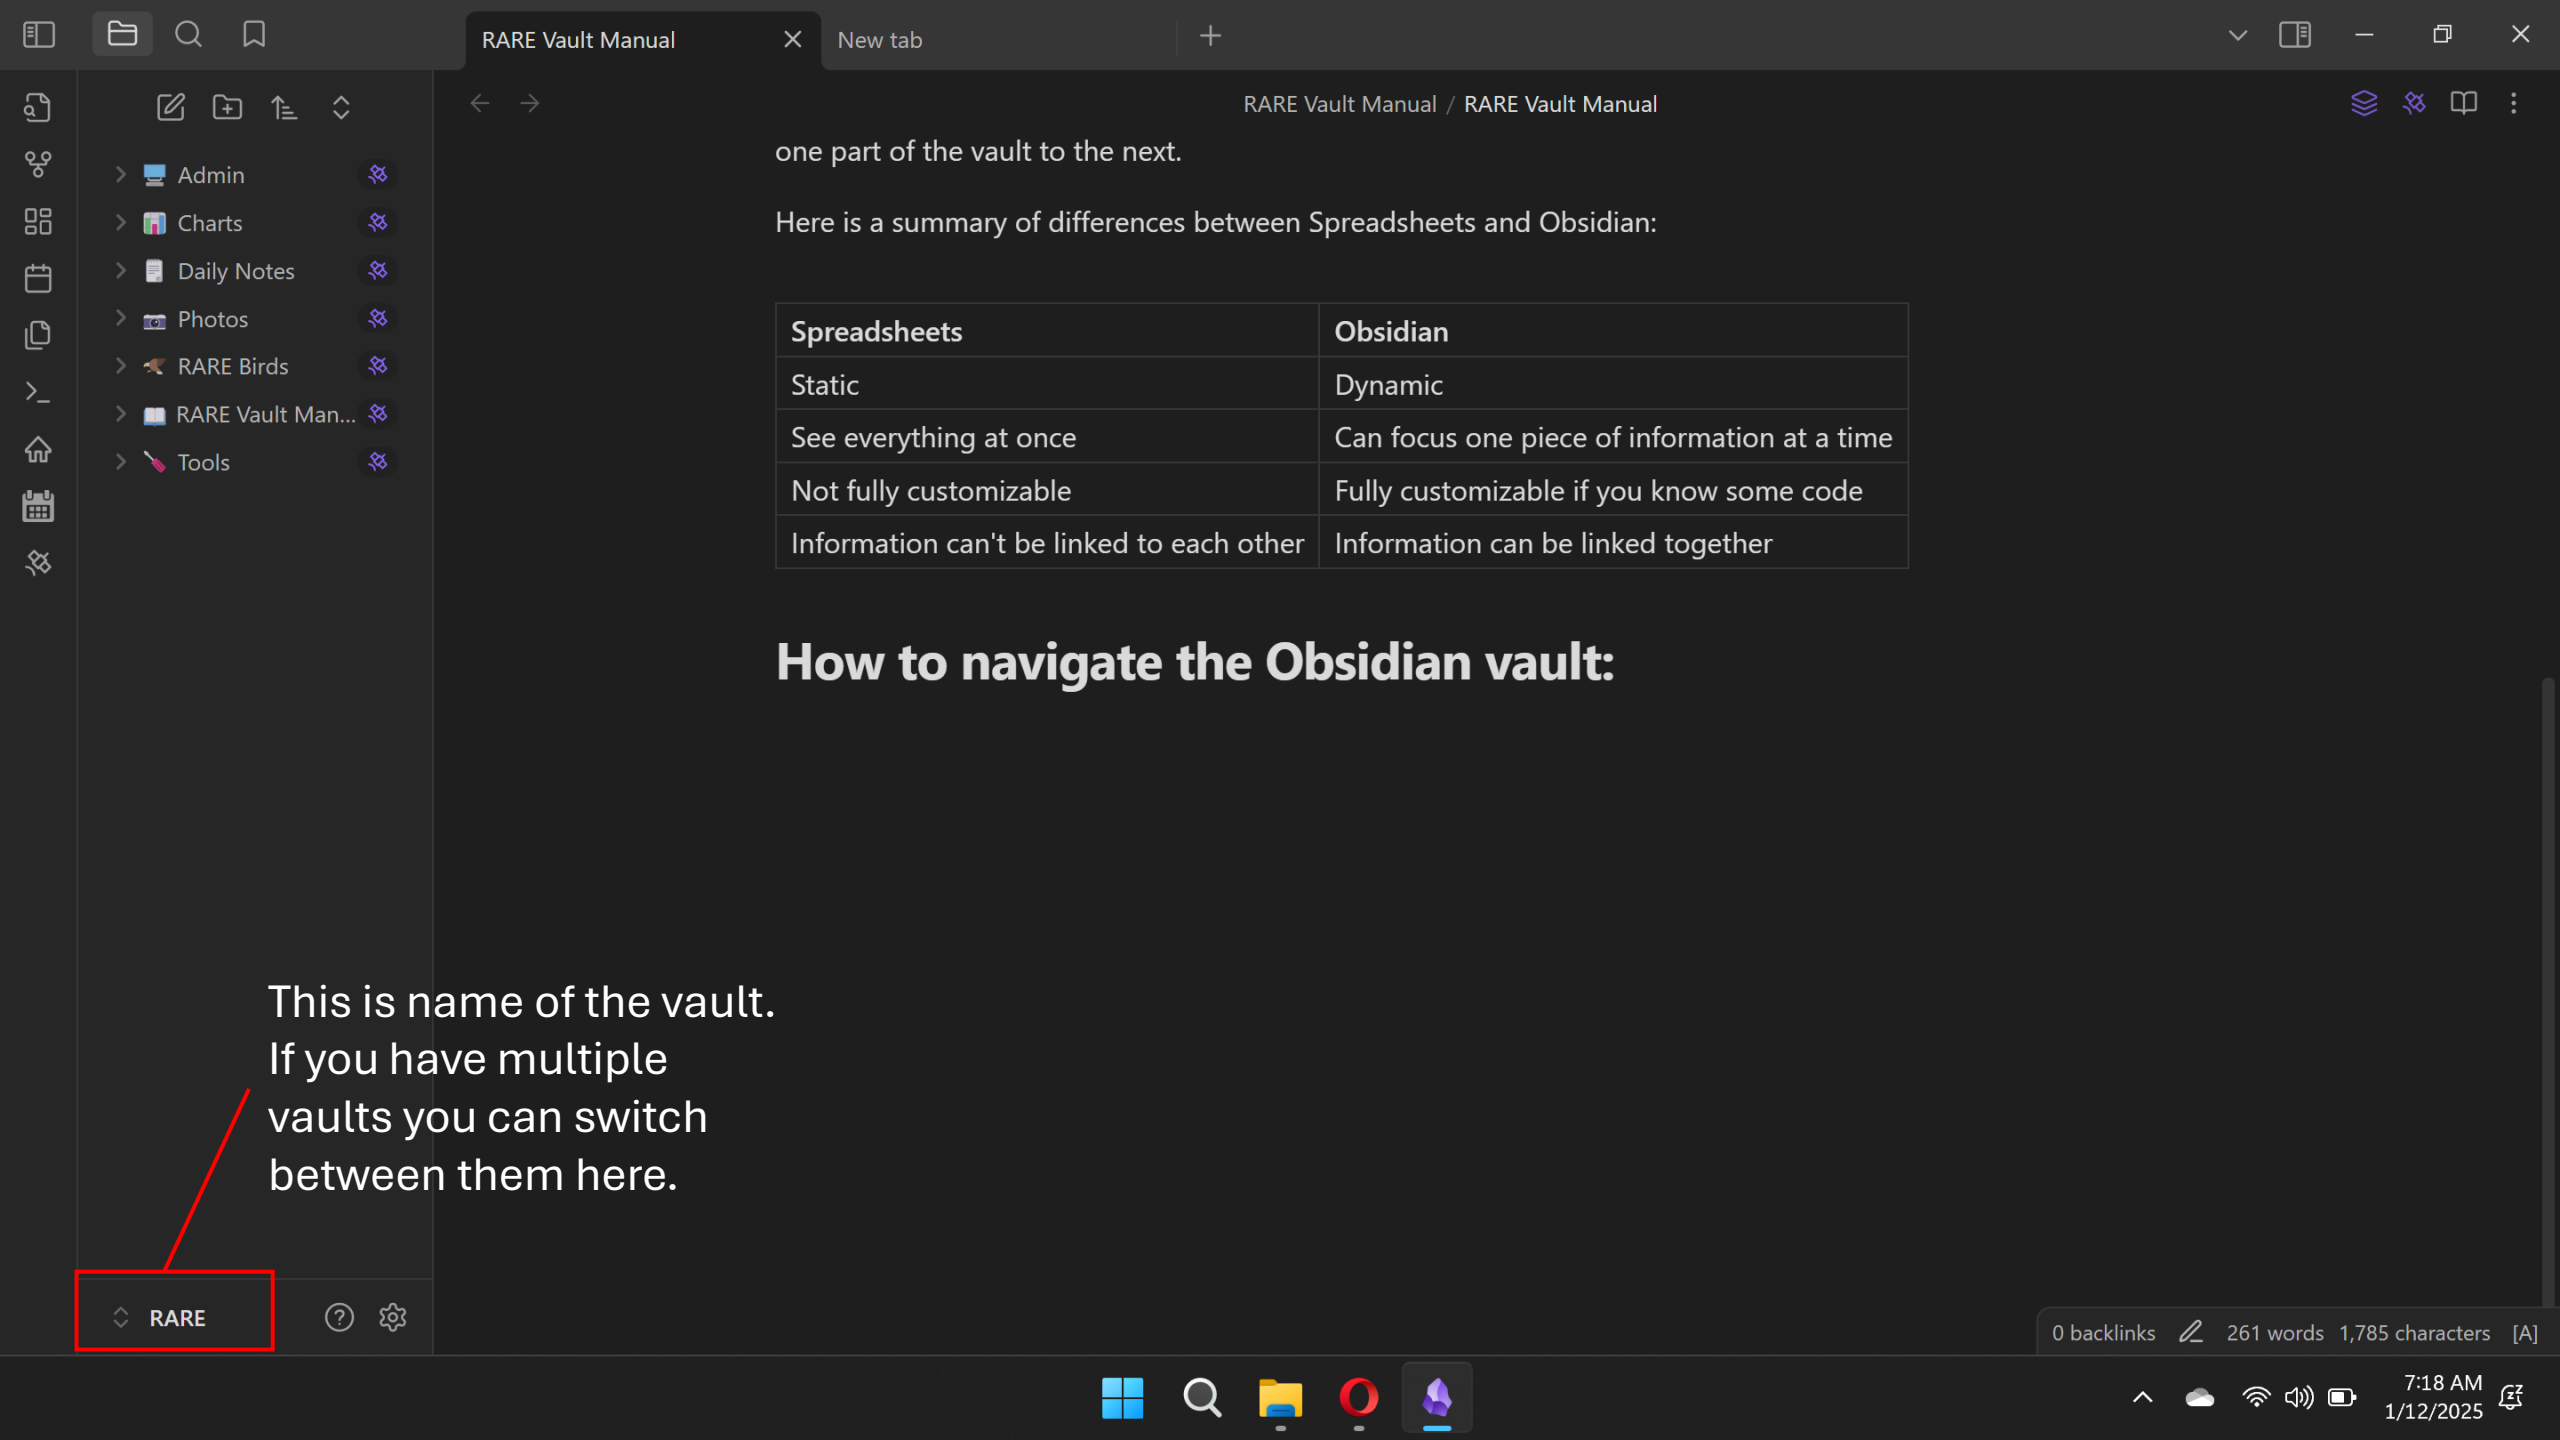 RARE Vault Manual
New tab
RARE Vault Manual / RARE Vault Manual
Admin
Charts
Daily Notes
Photos
RARE Birds
RARE Vault Man...
Tools
one part of the vault to the next.
Here is a summary of differences between Spreadsheets and Obsidian:
Spreadsheets Obsidian
Static Dynamic
See everything at once Can focus one piece of information at a time
Not fully customizable Fully customizable if you know some code
Information can't be linked to each other Information can be linked together
How to navigate the Obsidian vault:
This is name of the vault.
If you have multiple
vaults you can switch
between them here.
RARE
0 backlinks 261 words 1,785 characters [A]
7:18 AM
1/12/2025